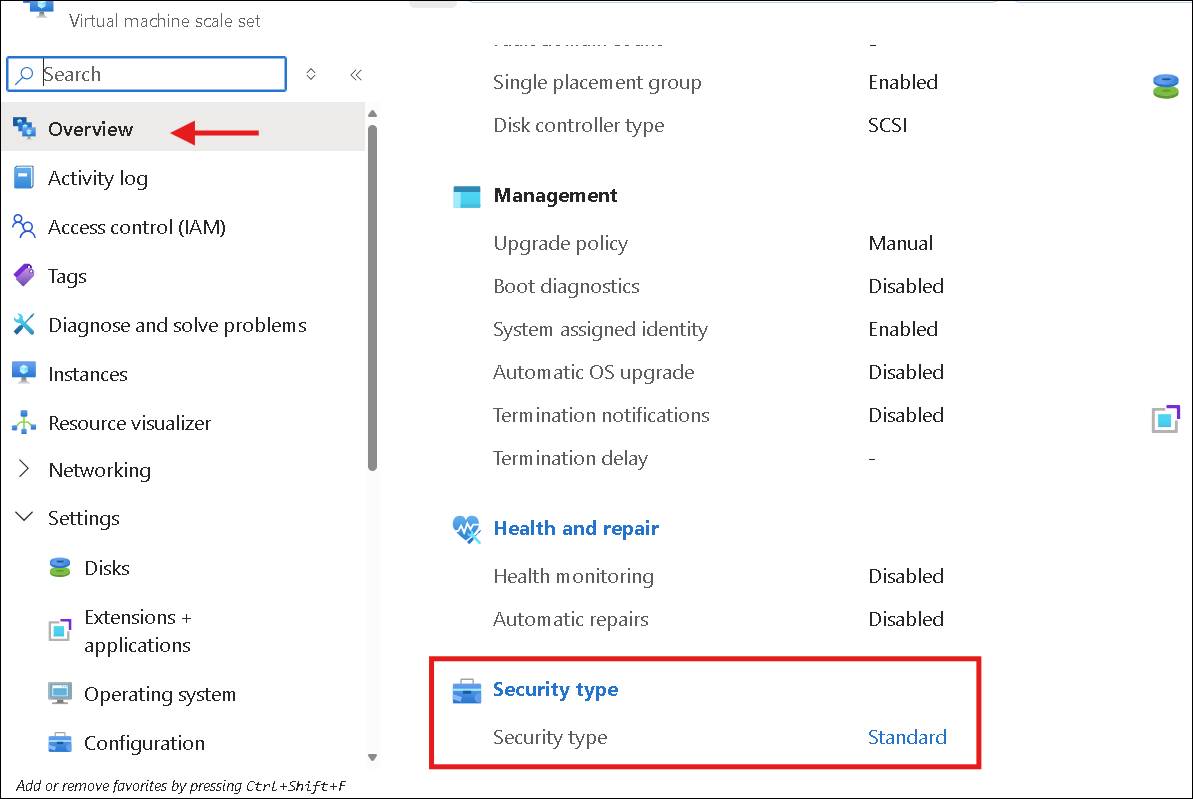 Virtual machine scale set
Search
Overview
Activity log
Access control (IAM)
Tags
Diagnose and solve problems
Instances
Resource visualizer
Networking
Settings
Disks
Extensions +
applications
Operating system
Configuration
Add or remove favorites by pressing Ctrl+Shift+F
Single placement group Enabled
Disk controller type SCSI
Management
Upgrade policy Manual
Boot diagnostics Disabled
System assigned identity Enabled
Automatic OS upgrade Disabled
Termination notifications Disabled
Termination delay -
Health and repair
Health monitoring Disabled
Automatic repairs Disabled
Security type
Security type Standard